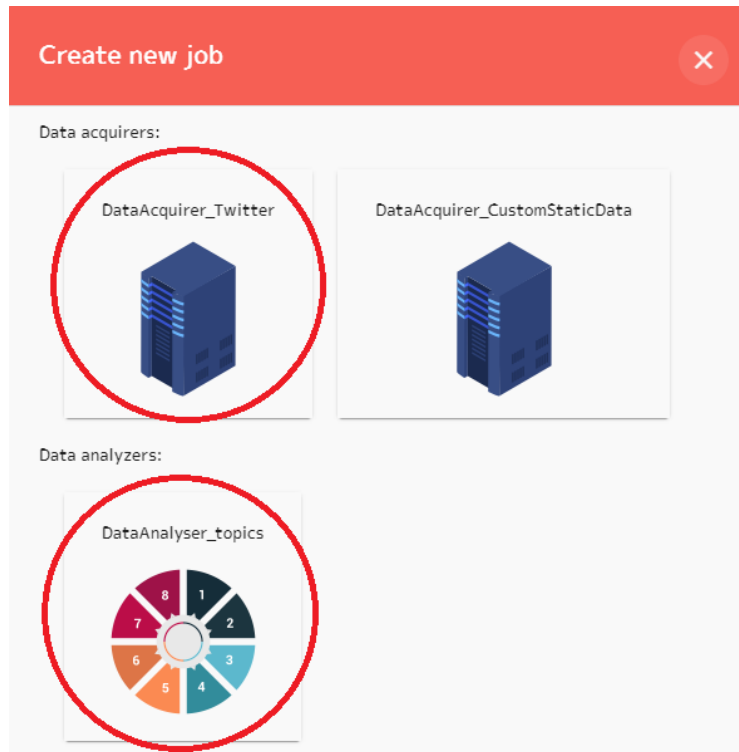 Create new job
Data acquirers:
DataAcquirer_Twitter
DataAcquirer_CustomStaticData
Data analyzers:
DataAnalyser_topics
8 1
7 2
6 3
5 4